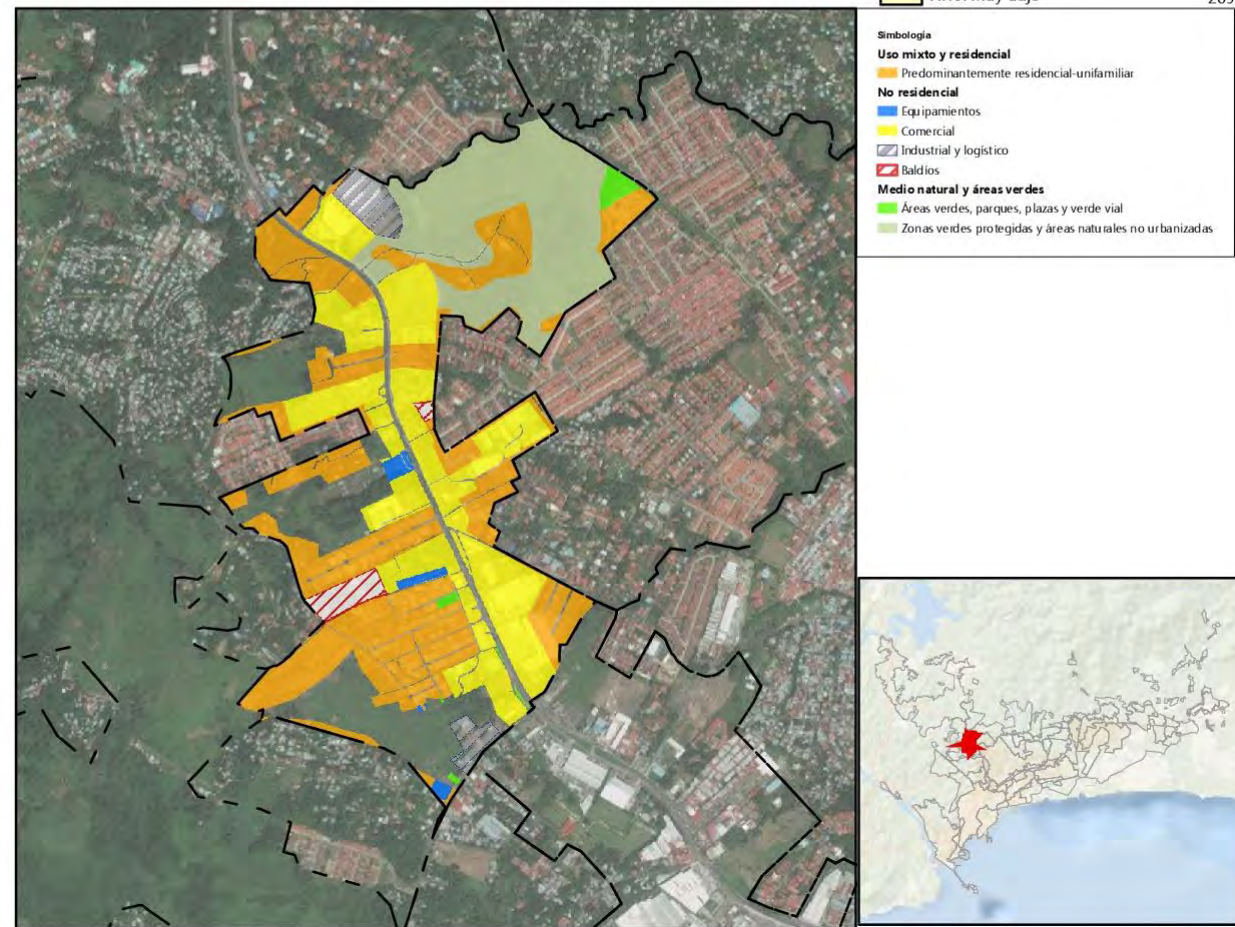 Simbología
Uso mixto y residencial
Predominantemente residencial-unifamiliar
No residencial
Equipamientos
Comercial
Industrial y logístico
Baldíos
Medio natural y áreas verdes
Áreas verdes, parques, plazas y verde vial
Zonas verdes protegidas y áreas naturales no urbanizadas